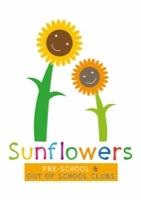 Sunflowers
PRE-SCHOOL &
OUT OF SCHOOL CLUBS